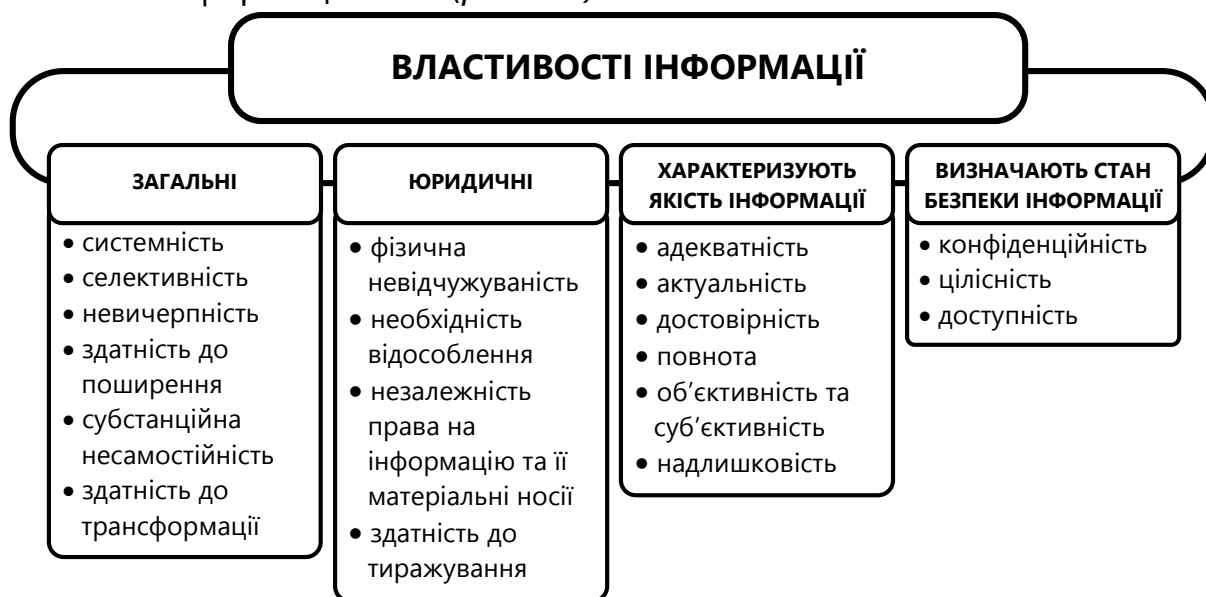 ВЛАСТИВОСТІ ІНФОРМАЦІЇ
ЗАГАЛЬНІ
• системність
• селективність
• невичерпність
• здатність до
поширення
• субстанційна
несамостійність
• здатність до
трансформації
ЮРИДИЧНІ
• фізична
невідчужуваність
• необхідність
відособлення
• незалежність
права на
інформацію та її
матеріальні носії
• здатність до
тиражування
ХАРАКТЕРИЗУЮТЬ
ЯКІСТЬ ІНФОРМАЦІЇ
• адекватність
• актуальність
• достовірність
• повнота
• об’єктивність та
суб’єктивність
• надлишковість
ВИЗНАЧАЮТЬ СТАН
БЕЗПЕКИ ІНФОРМАЦІЇ
• конфіденційність
• цілісність
• доступність